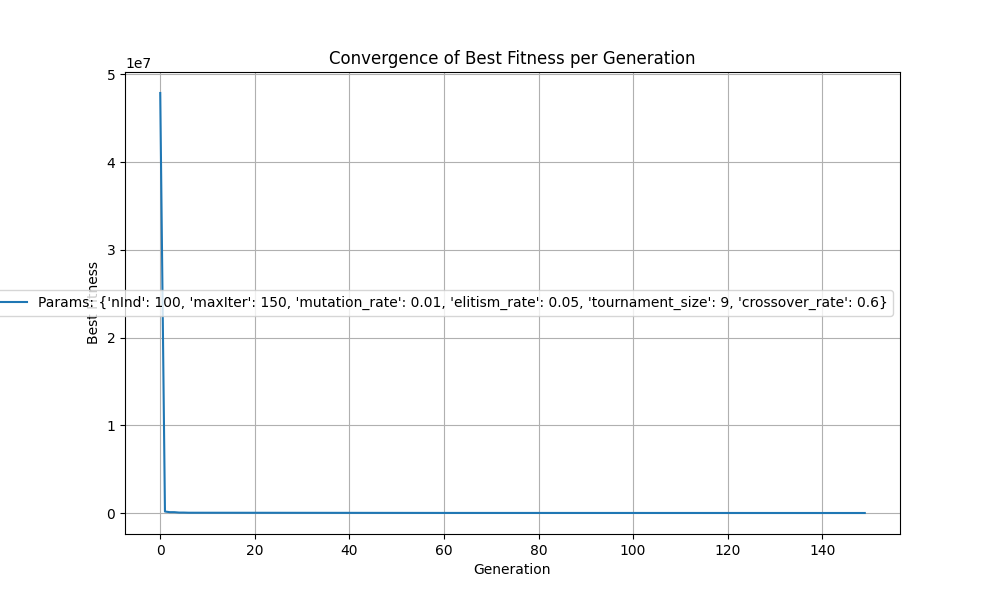 Convergence of Best Fitness per Generation
1e7
5
4
3
2
1
0
Best Fitness
Params: {'nInd': 100, 'maxIter': 150, 'mutation_rate': 0.01, 'elitism_rate': 0.05, 'tournament_size': 9, 'crossover_rate': 0.6}
0 20 40 60 80 100 120 140
Generation